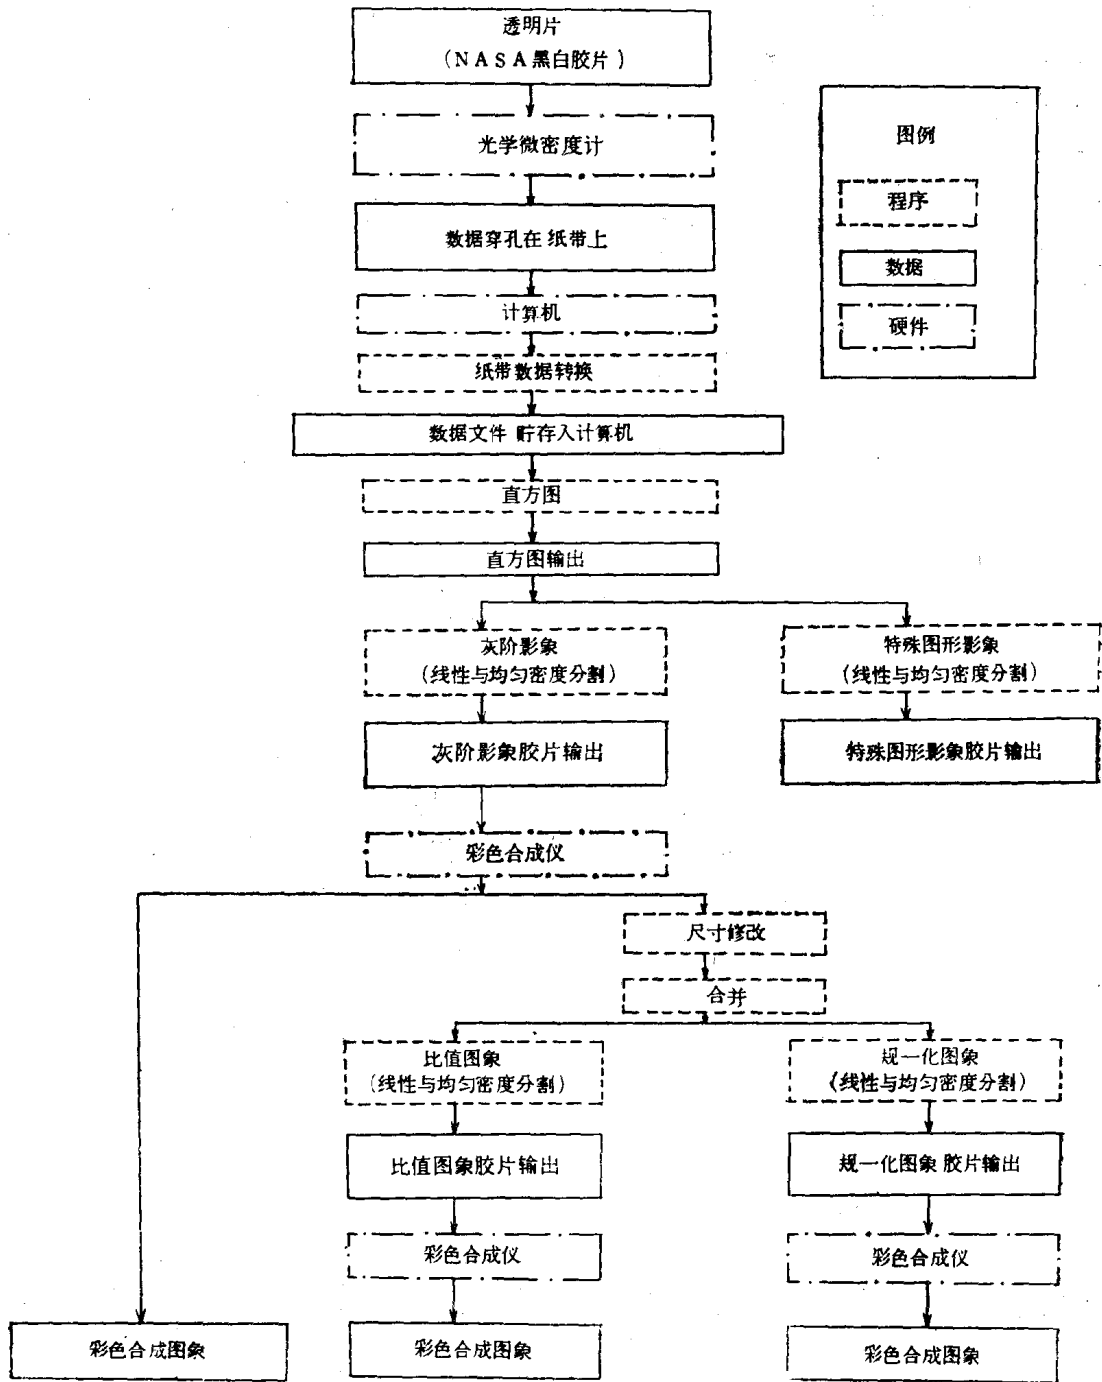 透明片
（NASA黑白胶片）
光学微密度计
数据穿孔在纸带上
计算机
纸带数据转换
数据文件 贮存入计算机
直方图
直方图输出
灰阶影象
（线性与均匀密度分割）
灰阶影象胶片输出
特殊图形影象
（线性与均匀密度分割）
特殊图形影象胶片输出
彩色合成仪
尺寸修改
合并
比值图象
（线性与均匀密度分割）
比值图象胶片输出
彩色合成仪
彩色合成图象
规一化图象
（线性与均匀密度分割）
规一化图象 胶片输出
彩色合成仪
彩色合成图象
彩色合成图象
图例
程序
数据
硬件